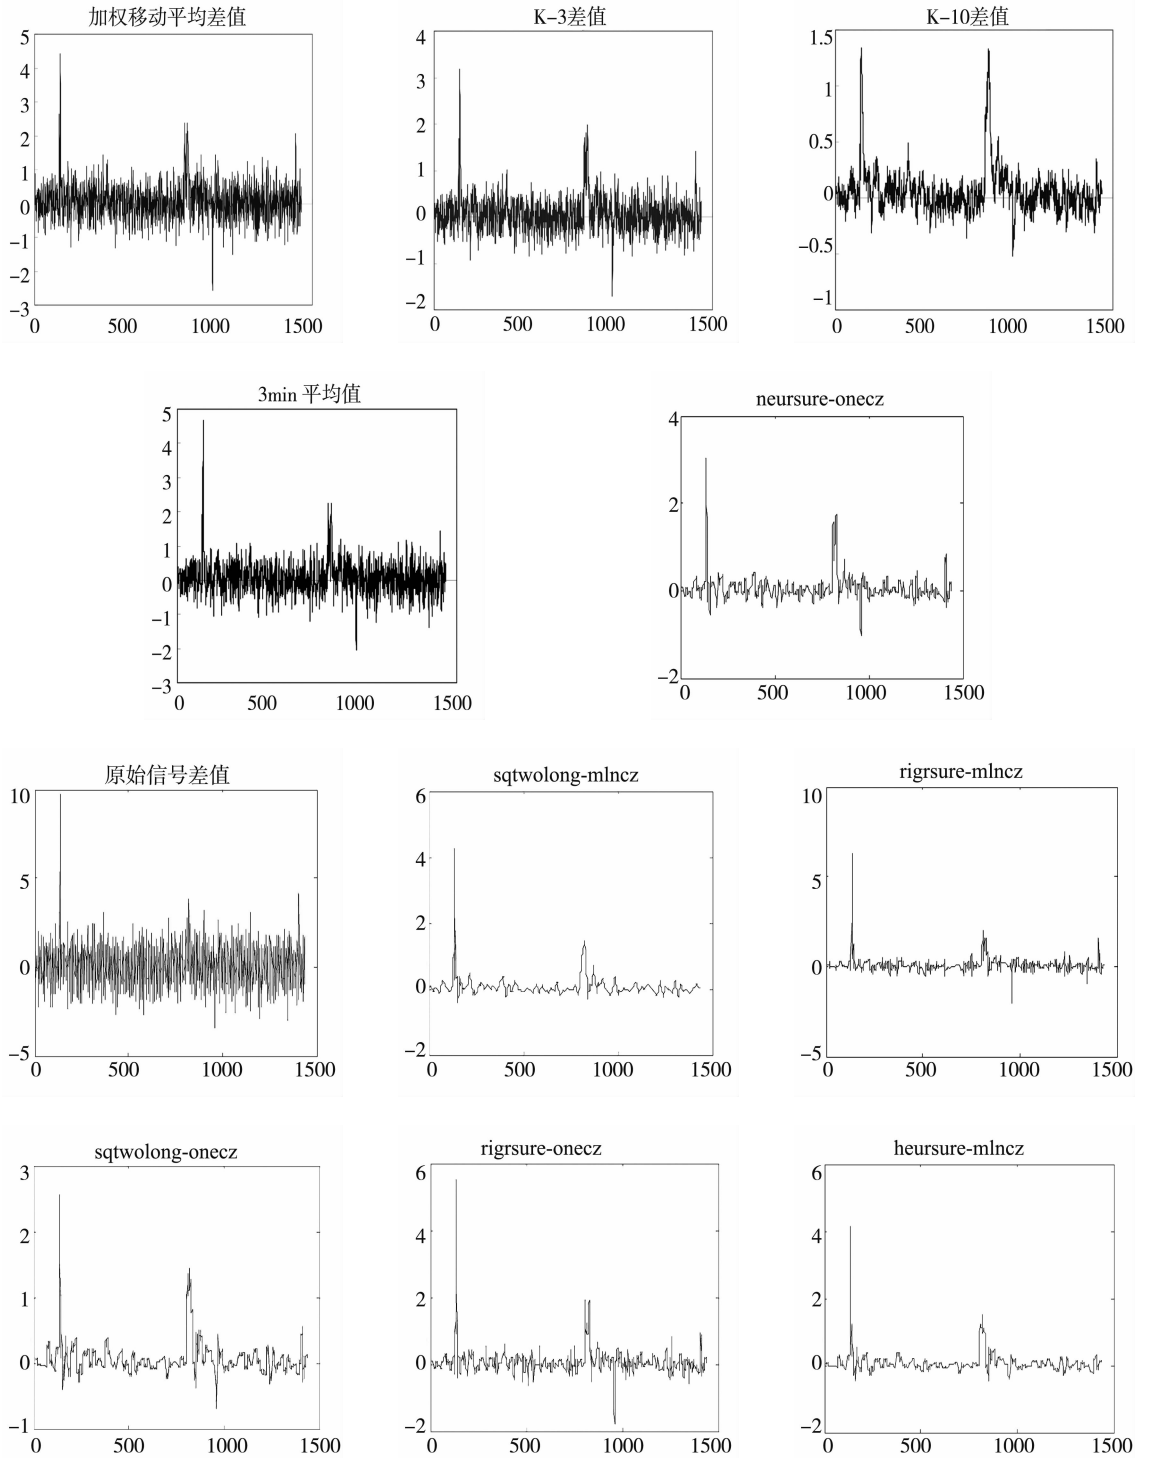 加权移动平均差值
K-3差值
K-10差值
5
4
3
2
1
0
−1
−2
−3
0 500 1000 1500
4
3
2
1
0
−1
−2
0 500 1000 1500
1.5
1
0.5
0
−0.5
−1
0 500 1000 1500
3min 平均值
neursure-onecz
5
4
3
2
1
0
−1
−2
−3
0 500 1000 1500
4
2
0
−2
0 500 1000 1500
原始信号差值
sqtwolong-mlncz
rigrsure-mlncz
10
5
0
−5
0 500 1000 1500
6
4
2
0
−2
0 500 1000 1500
10
5
0
−5
0 500 1000 1500
sqtwolong-onecz
rigrsure-onecz
heursure-mlncz
3
2
1
0
−1
0 500 1000 1500
6
4
2
0
−2
0 500 1000 1500
6
4
2
0
−2
0 500 1000 1500